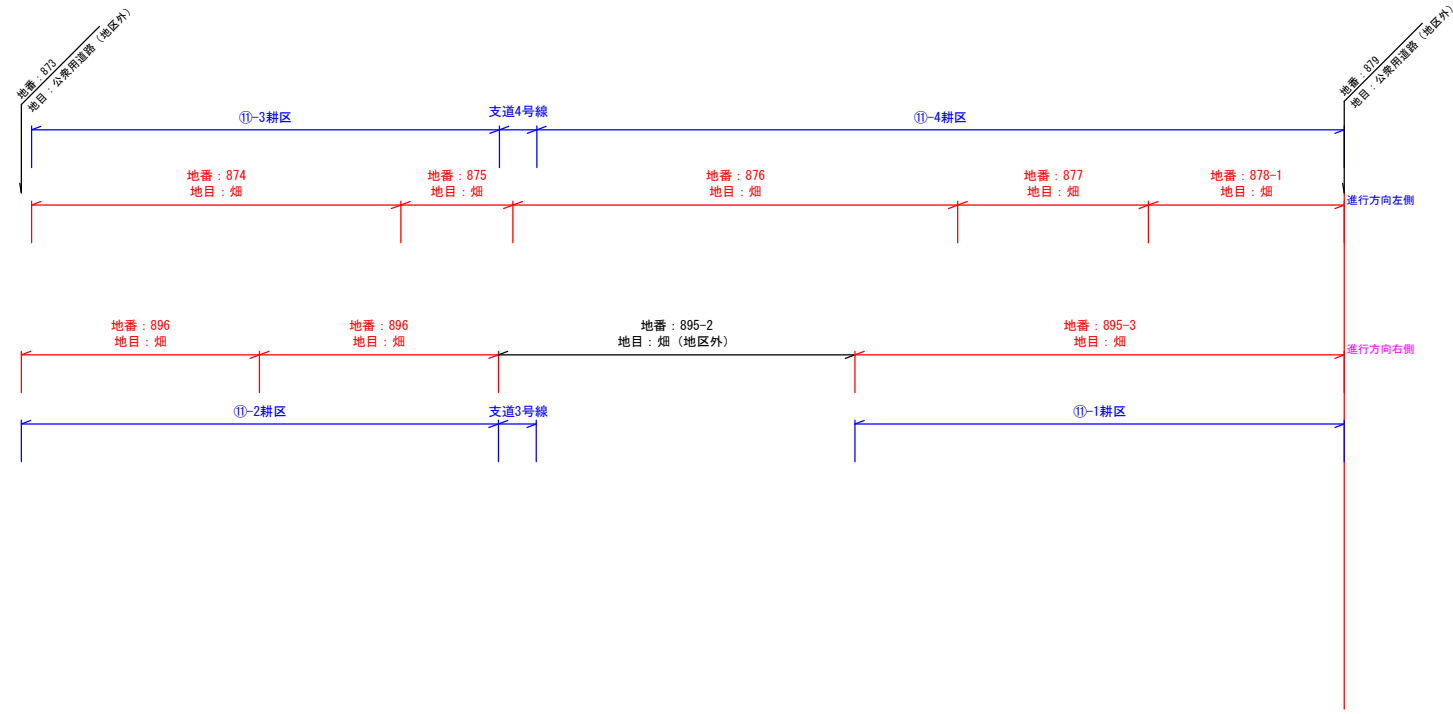 地番：873
地目：公衆用道路（地区外）
地番：879
地目：公衆用道路（地区外）
⑪-3耕区
支道4号線
⑪-4耕区
地番：874
地目：畑
地番：875
地目：畑
地番：876
地目：畑
地番：877
地目：畑
地番：878-1
地目：畑
進行方向左側
地番：896
地目：畑
地番：896
地目：畑
地番：895-2
地目：畑（地区外）
地番：895-3
地目：畑
進行方向右側
⑪-2耕区
支道3号線
⑪-1耕区